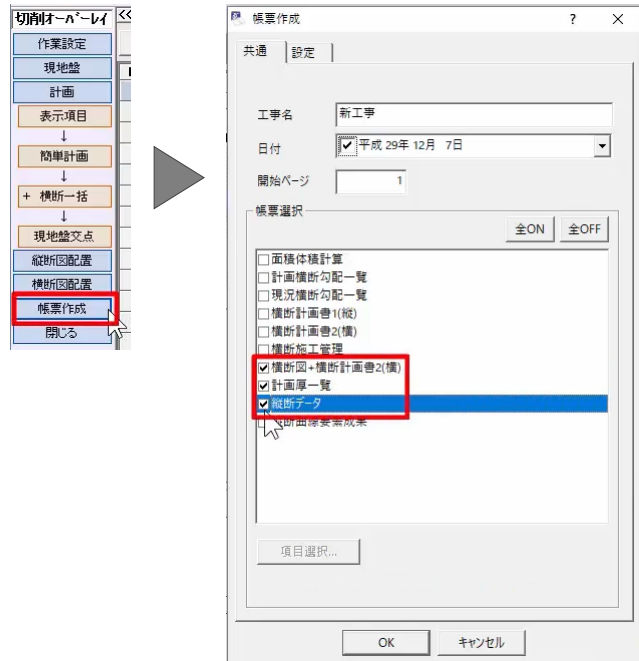 切削オーバーレイ
<<
作業設定
現地盤
計画
表示項目
↓
簡単計画
↓
+ 横断一括
↓
現地盤交点
縦断図配置
横断図配置
帳票作成
閉じる
帳票作成
? ×
共通 設定
工事名 新工事
日付 平成 29年 12月 7日
開始ページ 1
帳票選択
全ON 全OFF
面積体積計算
計画横断勾配一覧
現況横断勾配一覧
横断計画書1(縦)
横断計画書2(横)
横断施工管理
横断図+横断計画書2(横)
計画厚一覧
縦断データ
縦断曲線要素成果
項目選択...
OK キャンセル